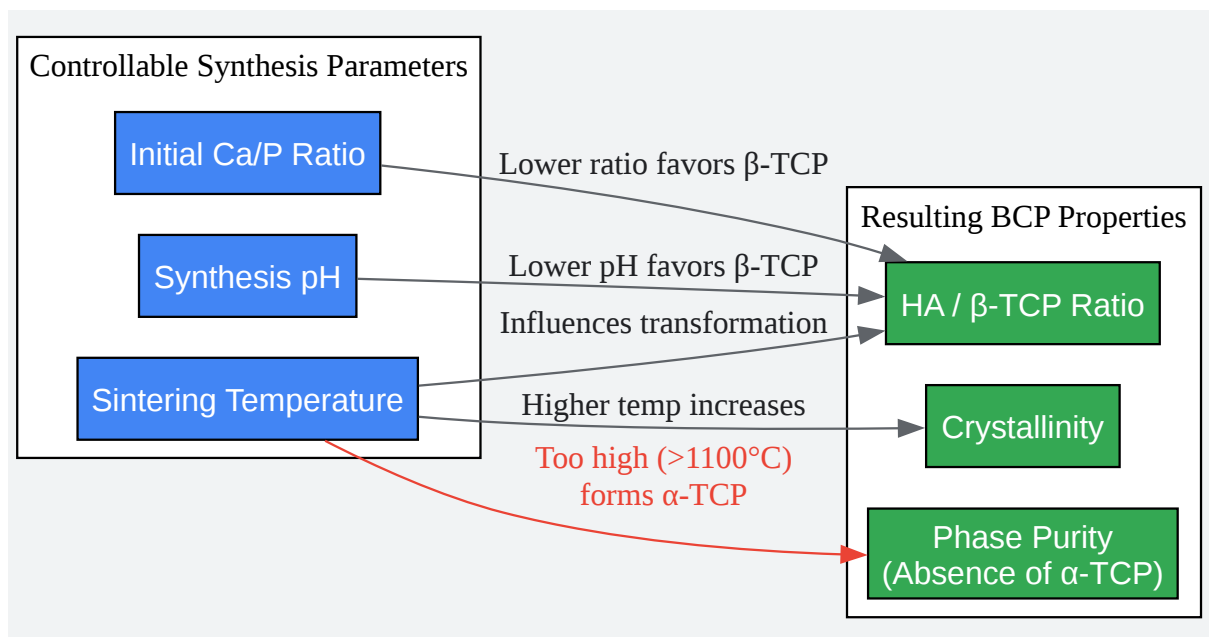 Controllable Synthesis Parameters
Initial Ca/P Ratio
Synthesis pH
Sintering Temperature
Lower ratio favors β-TCP
Lower pH favors β-TCP
Influences transformation
Higher temp increases
Too high (>1100°C)
forms α-TCP
Resulting BCP Properties
HA / β-TCP Ratio
Crystallinity
Phase Purity
(Absence of α-TCP)